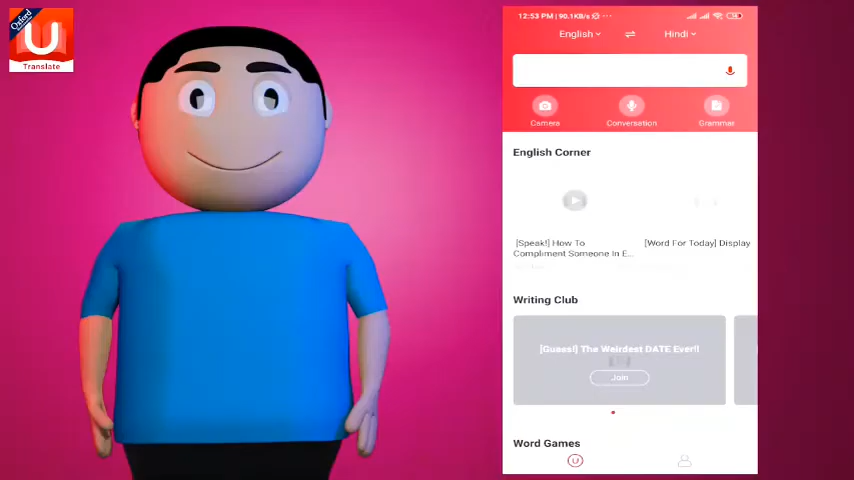 Oxford
U
Translate
12:53 PM | 90.1KB/s
English
Hindi
Camera
Conversation
Grammar
English Corner
[Speak!] How To
Compliment Someone In E...
[Word For Today] Display
Writing Club
[Guess!] The Weirdest DATE Ever!!
Join
Word Games
U